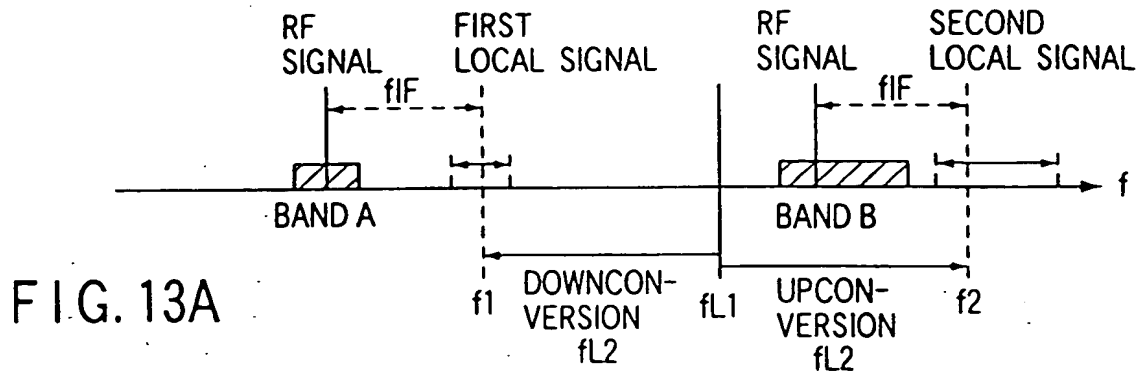 RF
SIGNAL
FIRST
LOCAL SIGNAL
RF
SIGNAL
SECOND
LOCAL SIGNAL
fIF
fIF
f
BAND A
BAND B
f1
DOWNCON-
VERSION
fL2
fL1
UPCON-
VERSION
fL2
f2
FIG. 13A